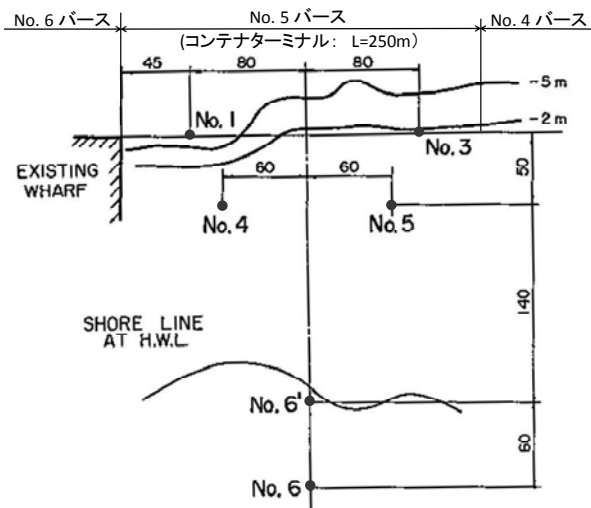 No. 6 バース
No. 5 バース
No. 4 バース
(コンテナターミナル: L=250m)
45
80
80
-5 m
-2 m
No. 1
No. 3
EXISTING
WHARF
60
60
50
No. 4
No. 5
140
SHORE LINE
AT H.W.L
No. 6'
60
No. 6